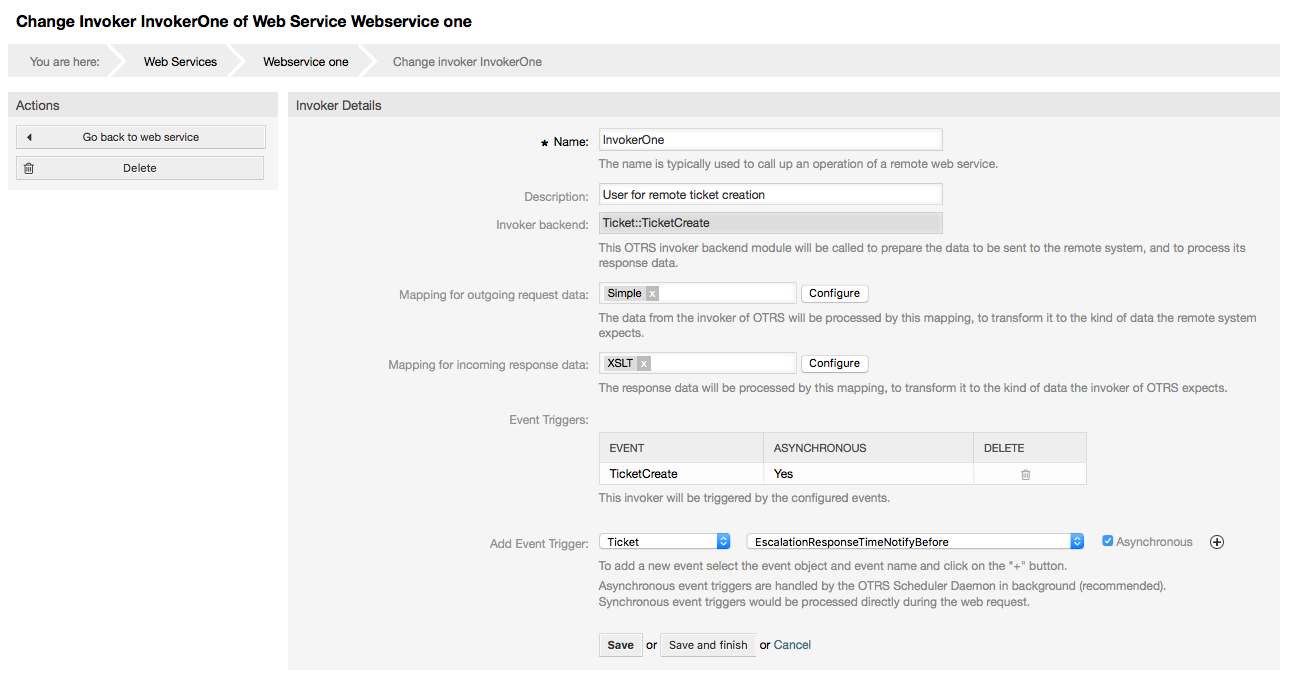 Change Invoker InvokerOne of Web Service Webservice one
You are here: Web Services Webservice one Change invoker InvokerOne
Actions
Go back to web service
Delete
Invoker Details
★ Name: InvokerOne
The name is typically used to call up an operation of a remote web service.
Description: User for remote ticket creation
Invoker backend: Ticket::TicketCreate
This OTRS invoker backend module will be called to prepare the data to be sent to the remote system, and to process its
response data.
Mapping for outgoing request data: Simple x Configure
The data from the invoker of OTRS will be processed by this mapping, to transform it to the kind of data the remote system
expects.
Mapping for incoming response data: XSLT x Configure
The response data will be processed by this mapping, to transform it to the kind of data the invoker of OTRS expects.
Event Triggers:
EVENT ASYNCHRONOUS DELETE
TicketCreate Yes
This invoker will be triggered by the configured events.
Add Event Trigger: Ticket EscalationResponseTimeNotifyBefore Asynchronous
To add a new event select the event object and event name and click on the "+" button.
Asynchronous event triggers are handled by the OTRS Scheduler Daemon in background (recommended).
Synchronous event triggers would be processed directly during the web request.
Save or Save and finish or Cancel